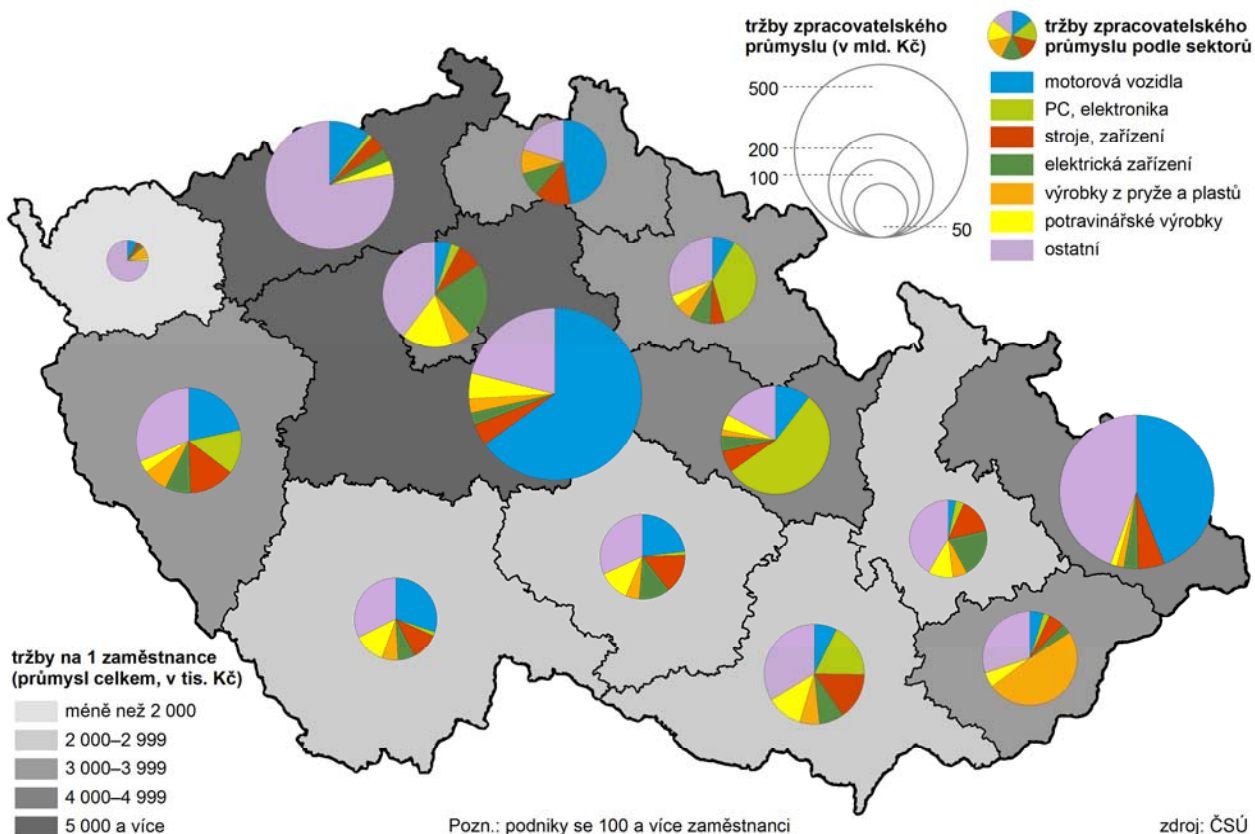 tržby zpracovatelského
průmyslu (v mld. Kč)
500
200
100
50
tržby zpracovatelského
průmyslu podle sektorů
motorová vozidla
PC, elektronika
stroje, zařízení
elektrická zařízení
výrobky z pryže a plastů
potravinářské výrobky
ostatní
tržby na 1 zaměstnance
(průmysl celkem, v tis. Kč)
méně než 2 000
2 000–2 999
3 000–3 999
4 000–4 999
5 000 a více
Pozn.: podniky se 100 a více zaměstnanci
zdroj: ČSÚ